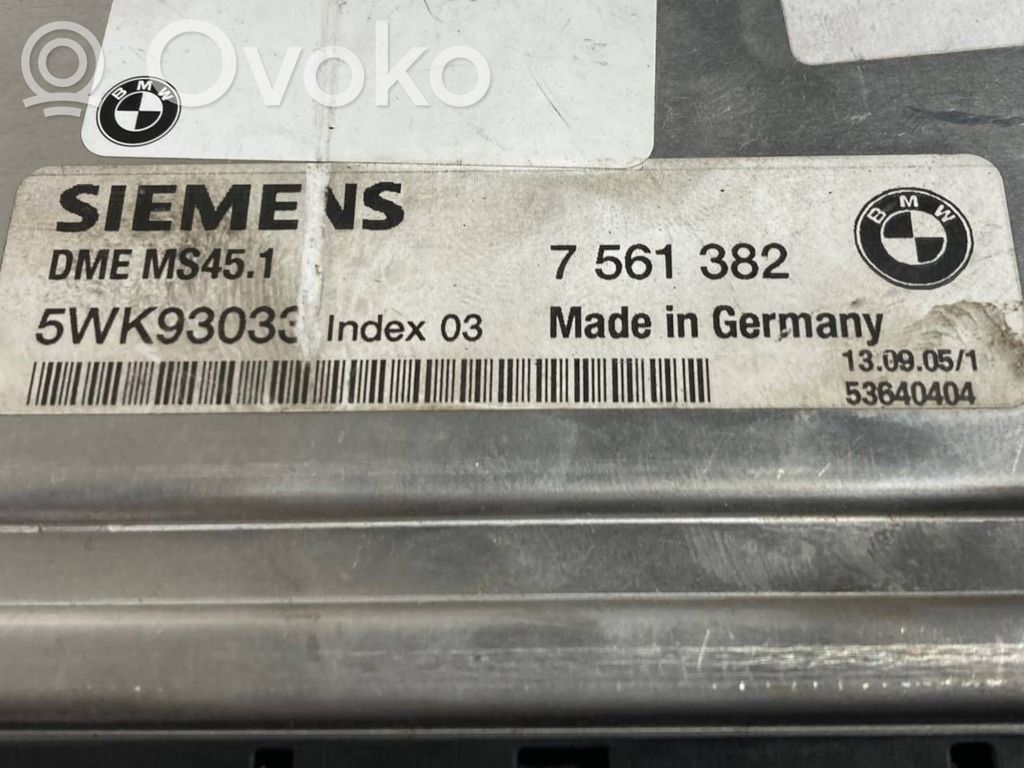 Ovoko
BMW
SIEMENS
BMW
DME MS45.1
7 561 382
5WK93033 Index 03
Made in Germany
13.09.05/1
53640404